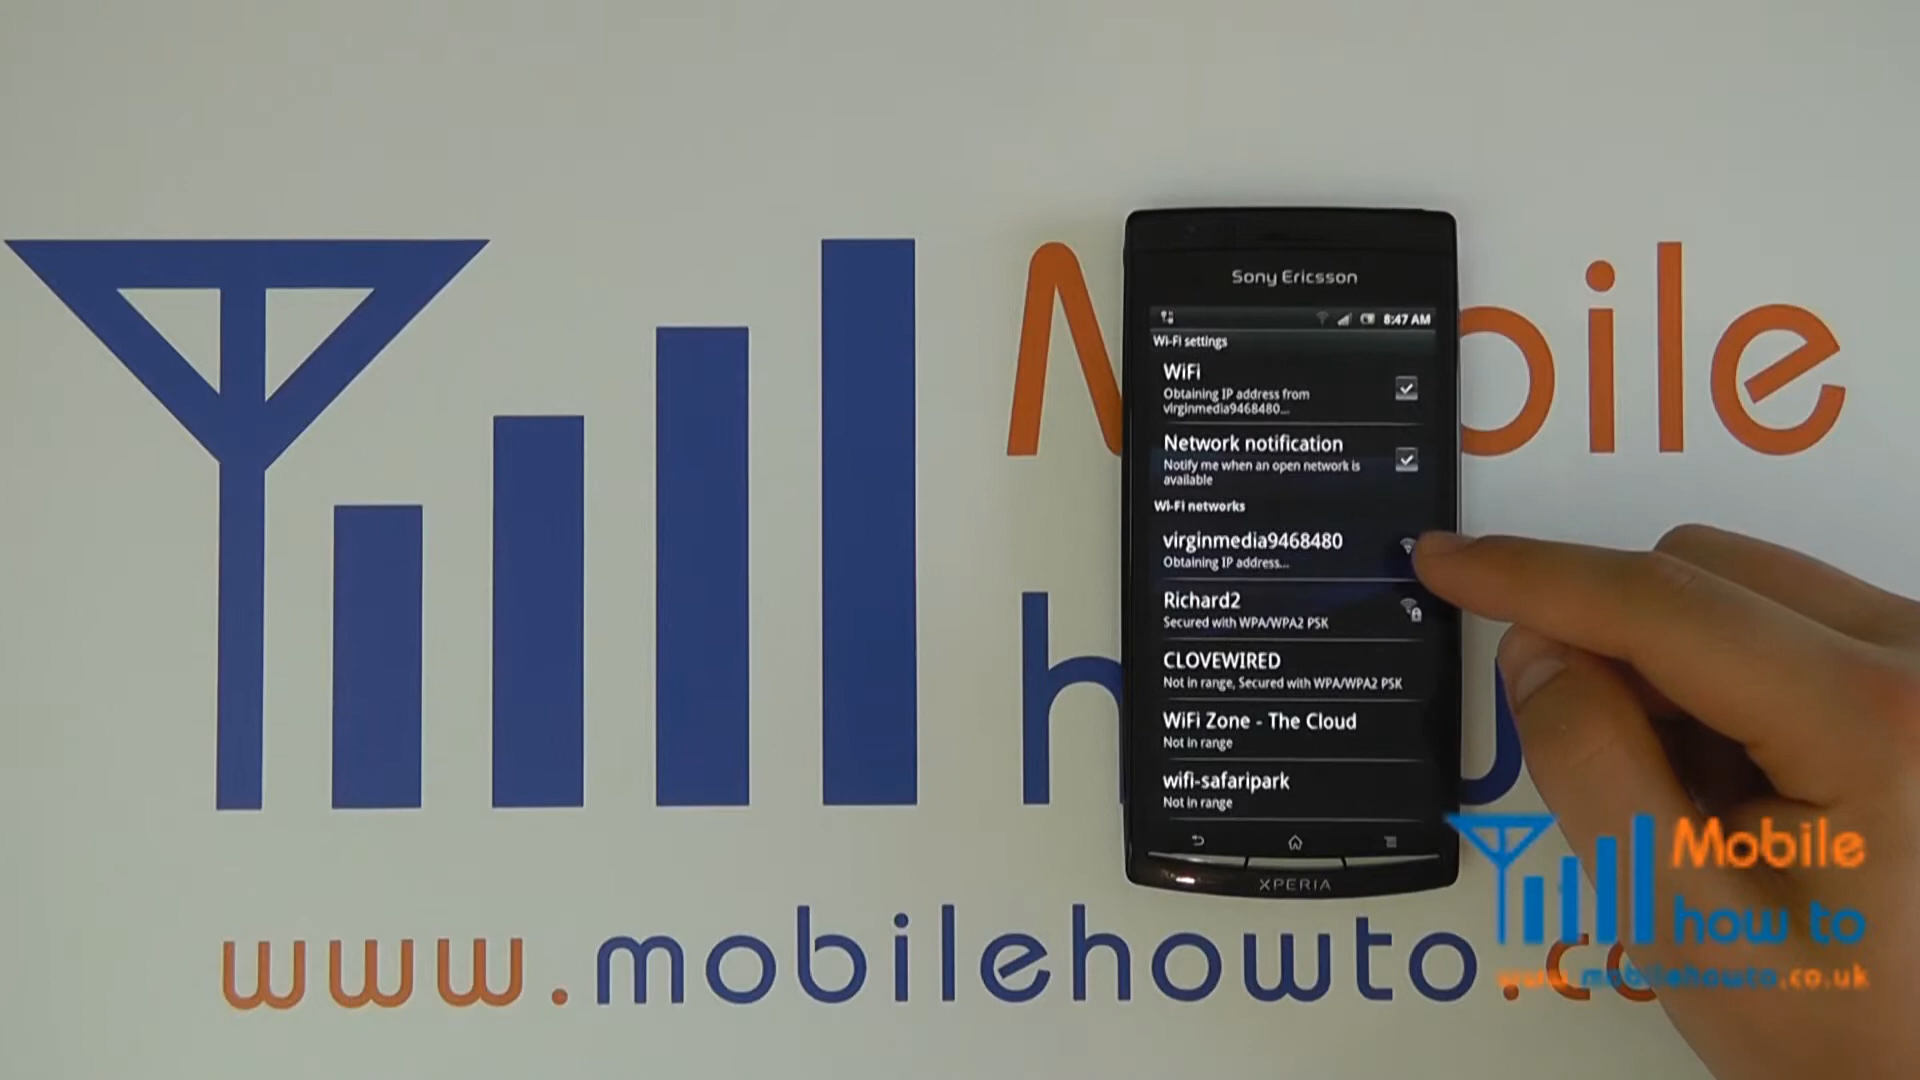 Mobile
how
www.mobilehowto.co
Sony Ericsson
8:47 AM
Wi-Fi settings
WiFi
Obtaining IP address from
virginmedia9468480...
Network notification
Notify me when an open network is
available
Wi-Fi networks
virginmedia9468480
Obtaining IP address...
Richard2
Secured with WPA/WPA2 PSK
CLOVEWIRED
Not in range, Secured with WPA/WPA2 PSK
WiFi Zone - The Cloud
Not in range
wifi-safaripark
Not in range
XPERIA
Mobile
how to
www.mobilehowto.co.uk